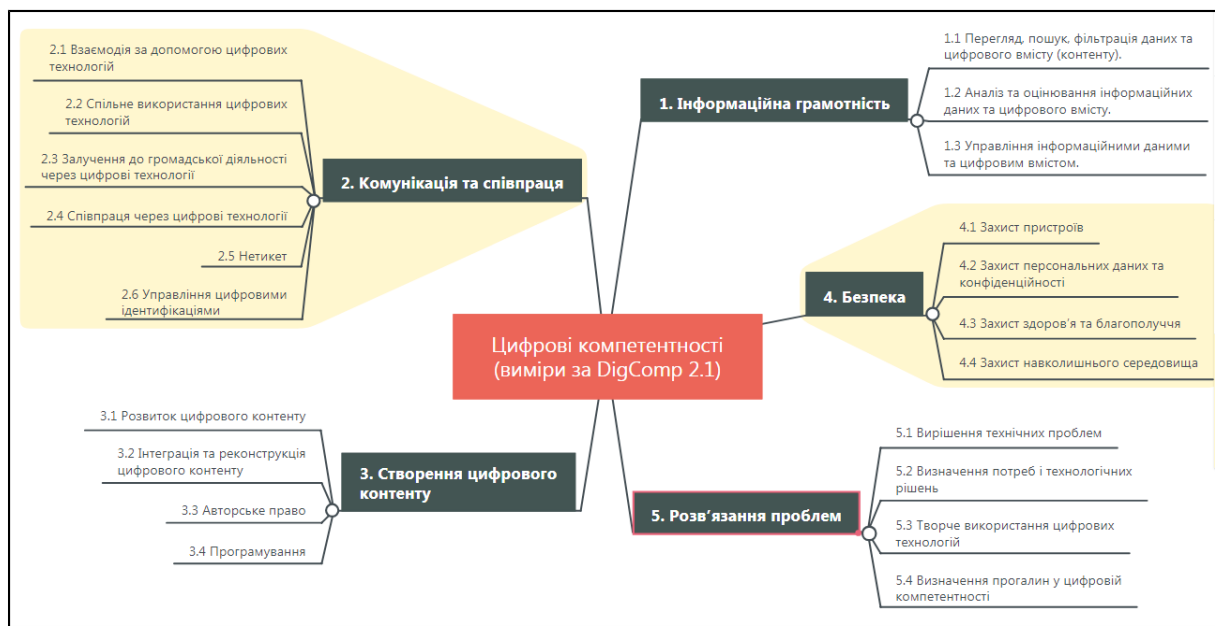 Цифрові компетентності
(виміри за DigComp 2.1)
1. Інформаційна грамотність
1.1 Перегляд, пошук, фільтрація даних та
цифрового вмісту (контенту).
1.2 Аналіз та оцінювання інформаційних
даних та цифрового вмісту.
1.3 Управління інформаційними даними
та цифровим вмістом.
2. Комунікація та співпраця
2.1 Взаємодія за допомогою цифрових
технологій
2.2 Спільне використання цифрових
технологій
2.3 Залучення до громадської діяльності
через цифрові технології
2.4 Співпраця через цифрові технології
2.5 Нетикет
2.6 Управління цифровими
ідентифікаціями
3. Створення цифрового
контенту
3.1 Розвиток цифрового контенту
3.2 Інтеграція та реконструкція
цифрового контенту
3.3 Авторське право
3.4 Програмування
4. Безпека
4.1 Захист пристроїв
4.2 Захист персональних даних та
конфіденційності
4.3 Захист здоров'я та благополуччя
4.4 Захист навколишнього середовища
5. Розв'язання проблем
5.1 Вирішення технічних проблем
5.2 Визначення потреб і технологічних
рішень
5.3 Творче використання цифрових
технологій
5.4 Визначення прогалин у цифровій
компетентності